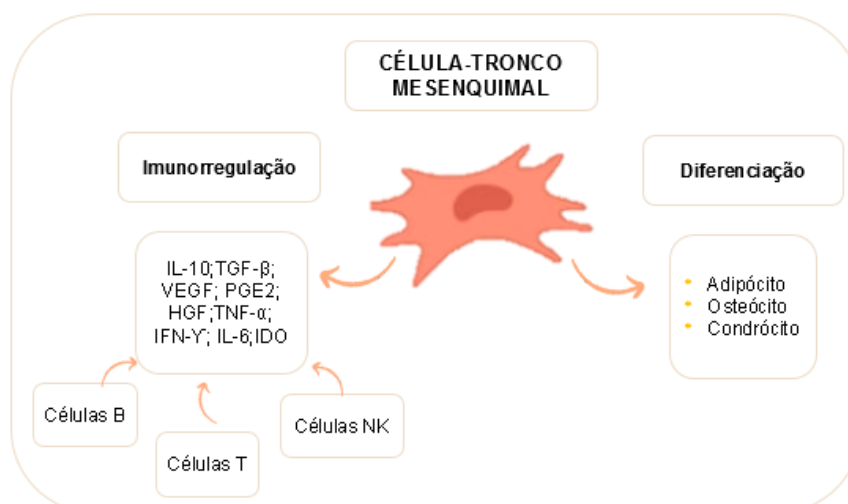 CÉLULA-TRONCO
MESENQUIMAL
Imunorregulação
Diferenciação
IL-10;TGF-β;
VEGF; PGE2;
HGF;TNF-α;
IFN-Ƴ; IL-6;IDO
• Adipócito
• Osteócito
• Condrócito
Células B
Células T
Células NK